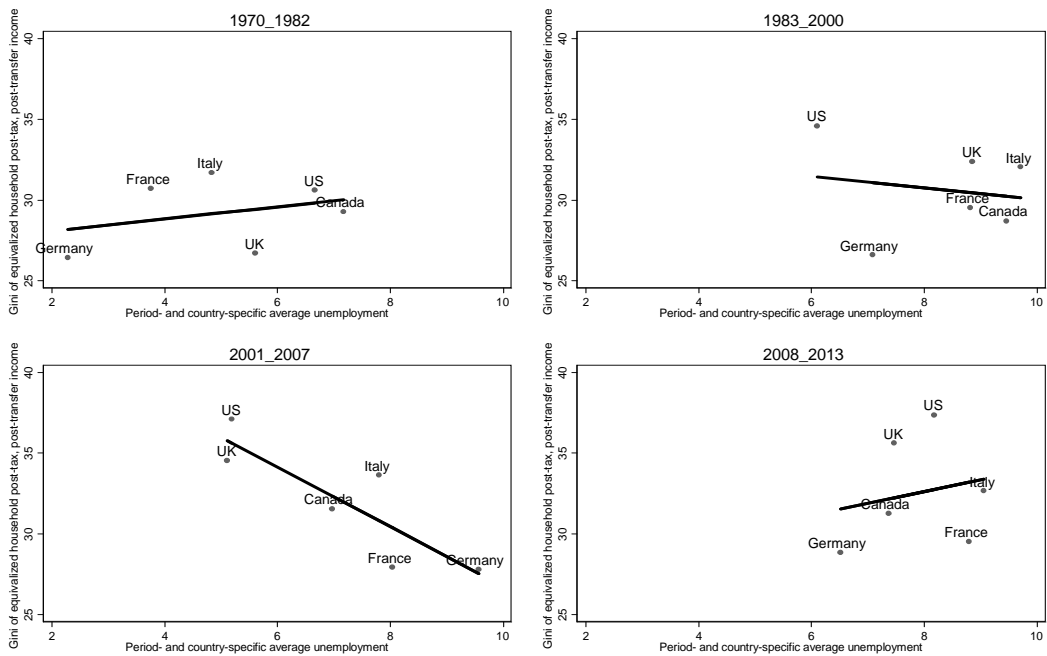 1970_1982
Gini of equivalized household post-tax, post-transfer income
40
35
30
25
Italy
France
US
Canada
UK
Germany
2 4 6 8 10
Period- and country-specific average unemployment
1983_2000
Gini of equivalized household post-tax, post-transfer income
40
35
30
25
US
UK
Italy
France
Canada
Germany
2 4 6 8 10
Period- and country-specific average unemployment
2001_2007
Gini of equivalized household post-tax, post-transfer income
40
35
30
25
US
UK
Italy
Canada
France
Germany
2 4 6 8 10
Period- and country-specific average unemployment
2008_2013
Gini of equivalized household post-tax, post-transfer income
40
35
30
25
US
UK
Italy
Canada
France
Germany
2 4 6 8 10
Period- and country-specific average unemployment